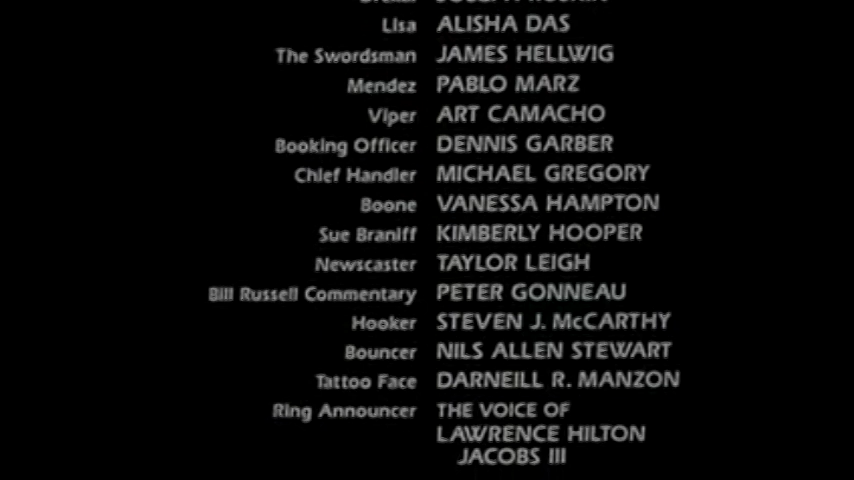 Lisa ALISHA DAS
The Swordsman JAMES HELLWIG
Mendez PABLO MARZ
Viper ART CAMACHO
Booking Officer DENNIS GARBER
Chief Handler MICHAEL GREGORY
Boone VANESSA HAMPTON
Sue Braniff KIMBERLY HOOPER
Newscaster TAYLOR LEIGH
Bill Russell Commentary PETER GONNEAU
Hooker STEVEN J. McCARTHY
Bouncer NILS ALLEN STEWART
Tattoo Face DARNEILL R. MANZON
Ring Announcer THE VOICE OF
LAWRENCE HILTON
JACOBS III